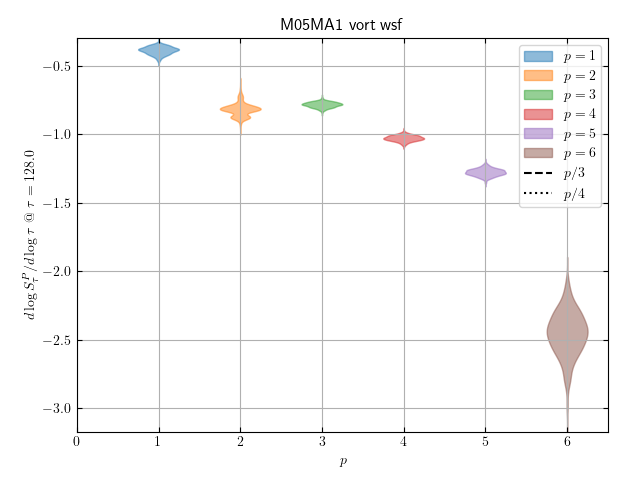 M05MA1 vort wsf
−0.5
−1.0
−1.5
−2.0
−2.5
−3.0
d log S_τ^P / d log τ @ τ = 128.0
p = 1
p = 2
p = 3
p = 4
p = 5
p = 6
p/3
p/4
0 1 2 3 4 5 6
p